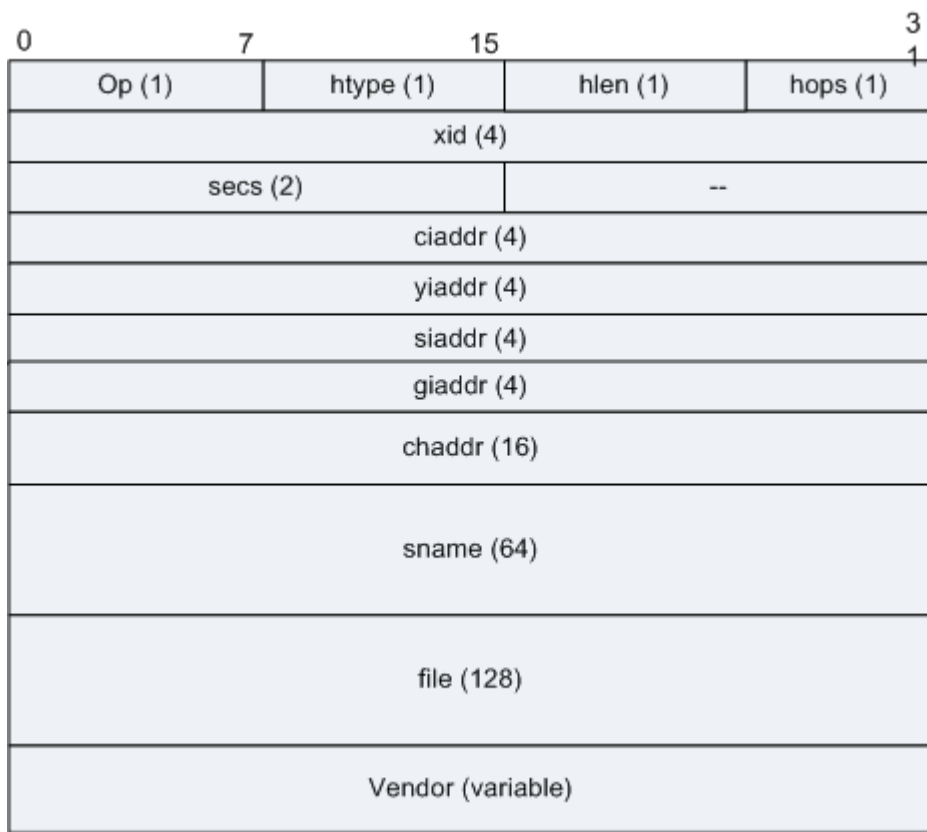 0 7 15 3
1
Op (1) htype (1) hlen (1) hops (1)
xid (4)
secs (2) --
ciaddr (4)
yiaddr (4)
siaddr (4)
giaddr (4)
chaddr (16)
sname (64)
file (128)
Vendor (variable)